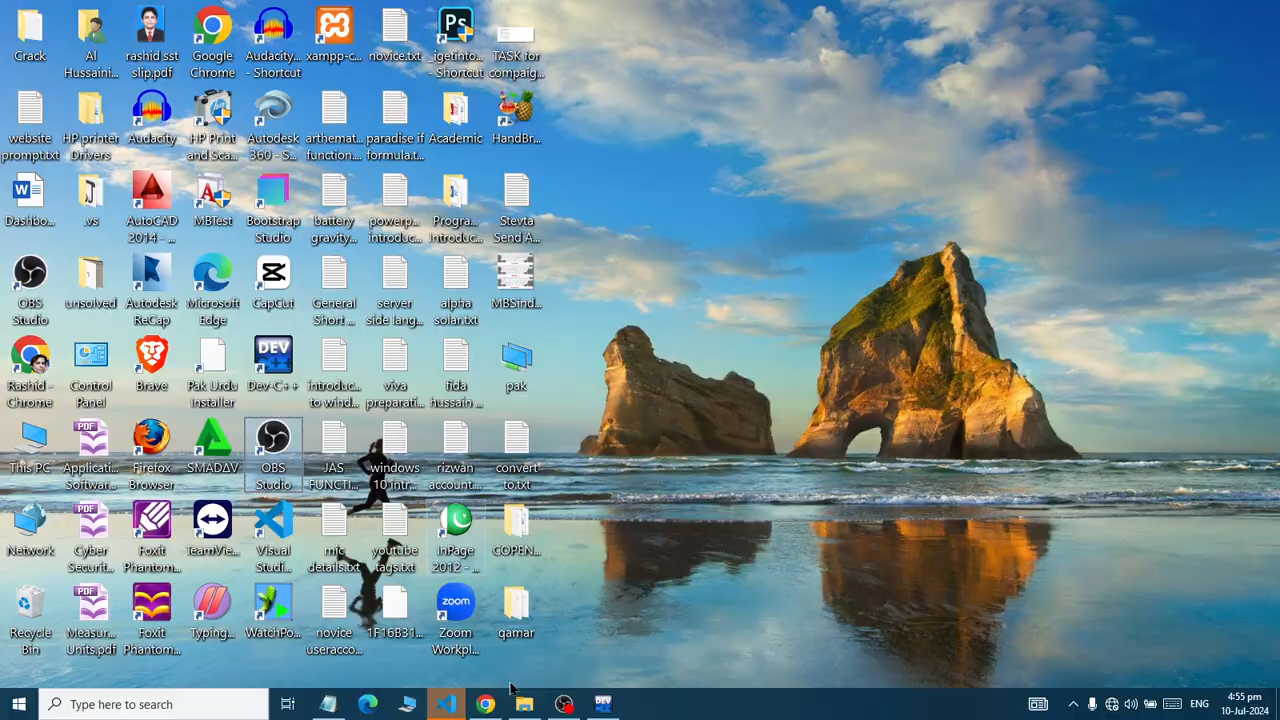 Crack
Al
Hussaini...
rashid sst
slip.pdf
Google
Chrome
Audacity...
- Shortcut
xampp-c...
novice.txt
_igetinto...
- Shortcut
TASK for
compaig...
website
prompt.txt
HP printer
Drivers
Audacity
HP Print
and Sca...
Autodesk
360 - S...
arthemat...
function....
paradise if
formula.t...
Academic
HandBr...
Dashbo...
.vs
AutoCAD
2014 - ...
MBTest
Bootstrap
Studio
battery
gravity...
powerp...
introduc...
Progra...
Introduc...
Stevta
Send A...
OBS
Studio
unsolved
Autodesk
ReCap
Microsoft
Edge
CapCut
General
Short ...
server
side lang...
alpha
solar.txt
MBSind...
Rashid -
Chrome
Control
Panel
Brave
Pak Urdu
Installer
Dev-C++
introduc...
to wind...
viva
preparati...
fida
hussain ...
pak
This PC
Applicati...
Softwar...
Firefox
Browser
SMADΔV
OBS
Studio
JAS
FUNCTI...
windows
10 intr...
rizwan
account....
convert
to.txt
Network
Cyber
Securit...
Foxit
Phantom...
TeamVie...
Visual
Studi...
mic
details.txt
youtube
tags.txt
InPage
2012 - ...
COPEN...
Recycle
Bin
Measur...
Units.pdf
Foxit
Phantom...
Typing...
WatchPo...
novice
useracco...
1F16B31...
Zoom
Workpl...
qamar
Type here to search
ENG
4:55 pm
10-Jul-2024